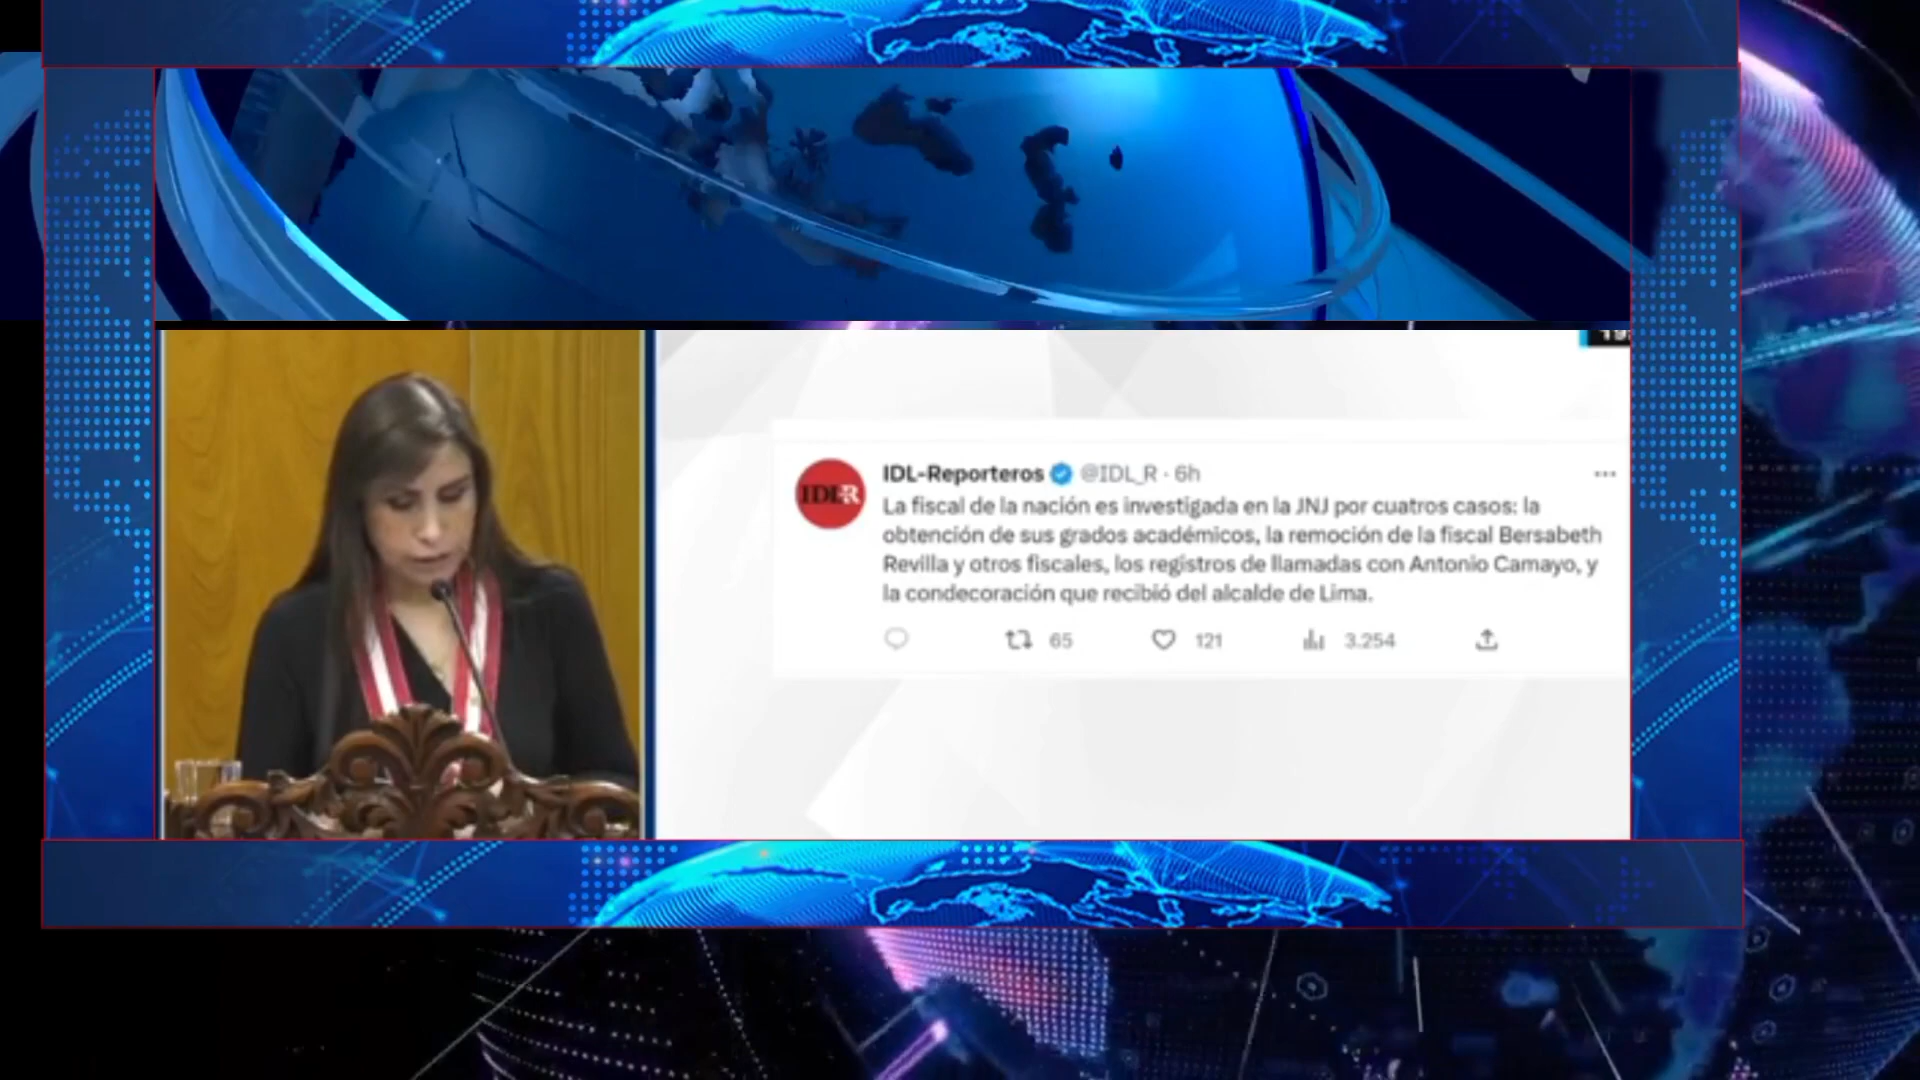 IDL-Reporteros @IDL_R · 6h
IDL-R
La fiscal de la nación es investigada en la JNJ por cuatros casos: la
obtención de sus grados académicos, la remoción de la fiscal Bersabeth
Revilla y otros fiscales, los registros de llamadas con Antonio Camayo, y
la condecoración que recibió del alcalde de Lima.
65 121 3.254